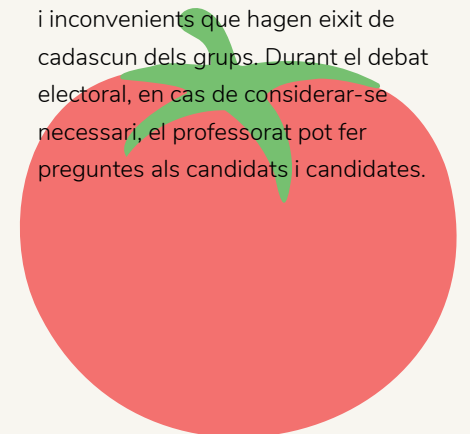 i inconvenients que hagen eixit de
cadascun dels grups. Durant el debat
electoral, en cas de considerar-se
necessari, el professorat pot fer
preguntes als candidats i candidates.